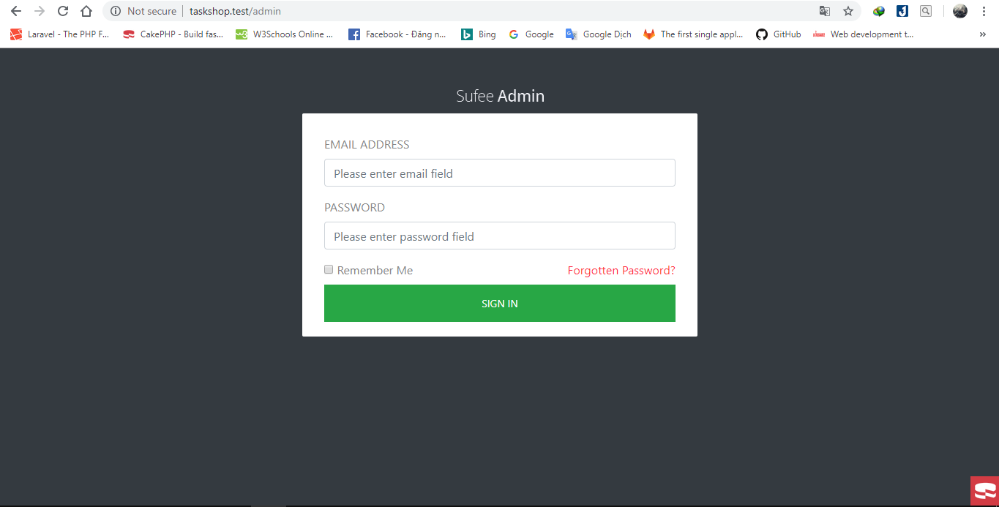 Not secure | taskshop.test/admin
Laravel - The PHP F... CakePHP - Build fas... W3Schools Online ... Facebook - Đăng n... Bing Google Google Dịch The first single appl... GitHub Web development t... »
Sufee Admin
EMAIL ADDRESS
Please enter email field
PASSWORD
Please enter password field
Remember Me Forgotten Password?
SIGN IN